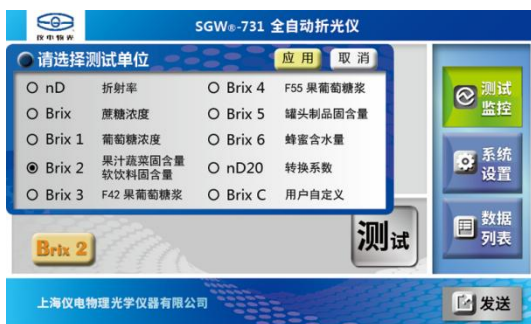 仪电物光
SGW®-731 全自动折光仪
请选择测试单位
应用
取消
nD 折射率
Brix 4 F55 果葡萄糖浆
Brix 蔗糖浓度
Brix 5 罐头制品固含量
Brix 1 葡萄糖浓度
Brix 6 蜂蜜含水量
Brix 2 果汁蔬菜固含量
软饮料固含量
nD20 转换系数
Brix 3 F42 果葡萄糖浆
Brix C 用户自定义
测试
监控
系统
设置
数据
列表
Brix 2
测试
上海仪电物理光学仪器有限公司
发送